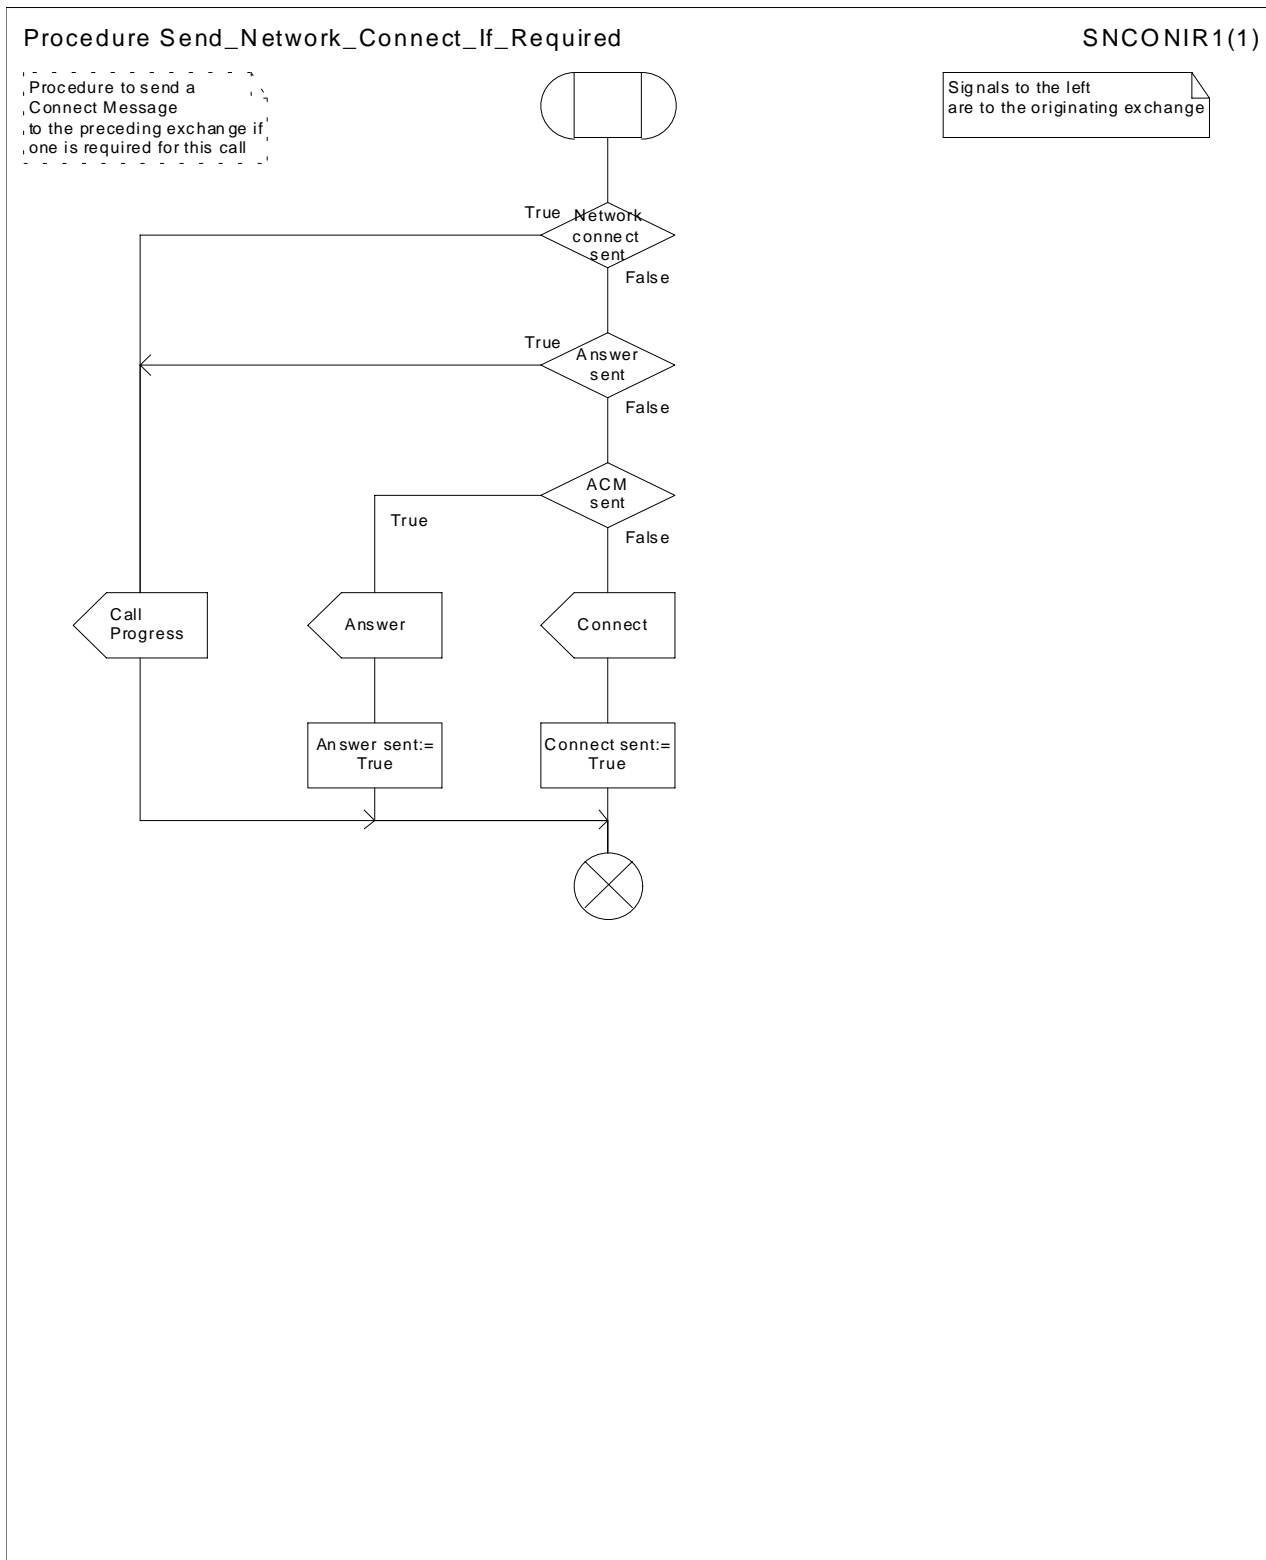 Procedure Send_Network_Connect_If_Required
SNCONIR1(1)
Procedure to send a
Connect Message
to the preceding exchange if
one is required for this call
Signals to the left
are to the originating exchange
True
Network
connect
sent
False
True
Answer
sent
False
ACM
sent
True
False
Call
Progress
Answer
Connect
Answer sent:=
True
Connect sent:=
True